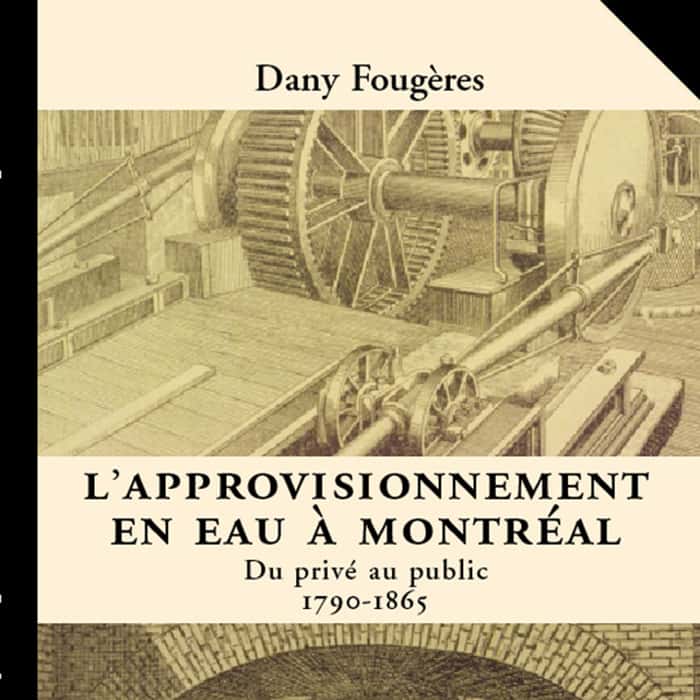 Dany Fougères
L'APPROVISIONNEMENT
EN EAU À MONTRÉAL
Du privé au public
1790-1865